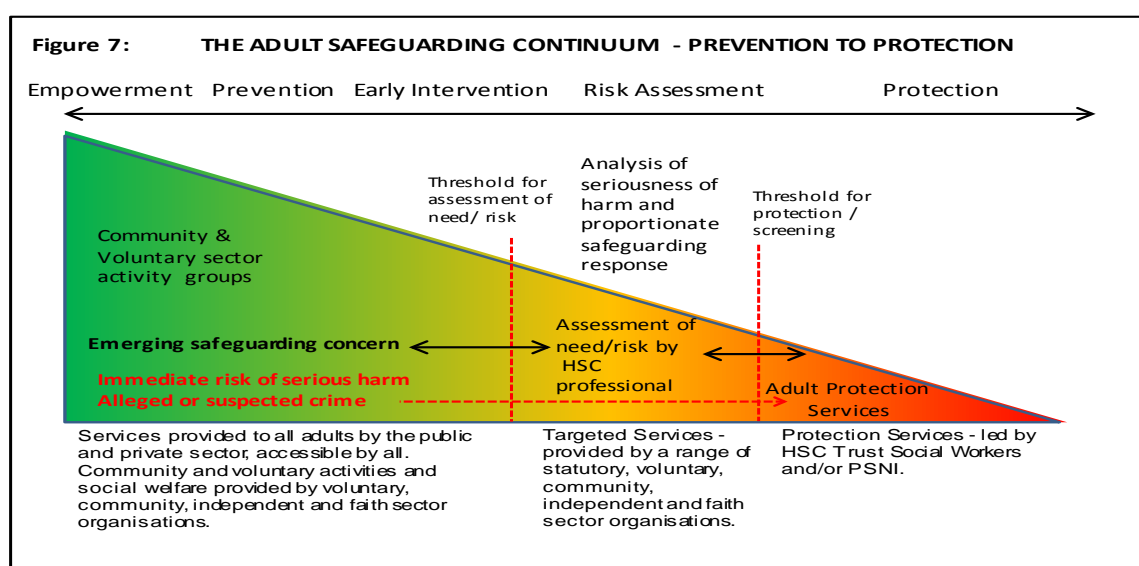 Figure 7: THE ADULT SAFEGUARDING CONTINUUM - PREVENTION TO PROTECTION
Empowerment Prevention Early Intervention Risk Assessment Protection
Threshold for
assessment of
need/ risk
Analysis of
seriousness of
harm and
proportionate
safeguarding
response
Threshold for
protection /
screening
Community &
Voluntary sector
activity groups
Emerging safeguarding concern
Assessment of
need/risk by
HSC
professional
Immediate risk of serious harm
Alleged or suspected crime
Adult Protection
Services
Services provided to all adults by the public
and private sector, accessible by all.
Community and voluntary activities and
social welfare provided by voluntary,
community, independent and faith sector
organisations.
Targeted Services -
provided by a range of
statutory, voluntary,
community,
independent and faith
sector organisations.
Protection Services - led by
HSC Trust Social Workers
and/or PSNI.